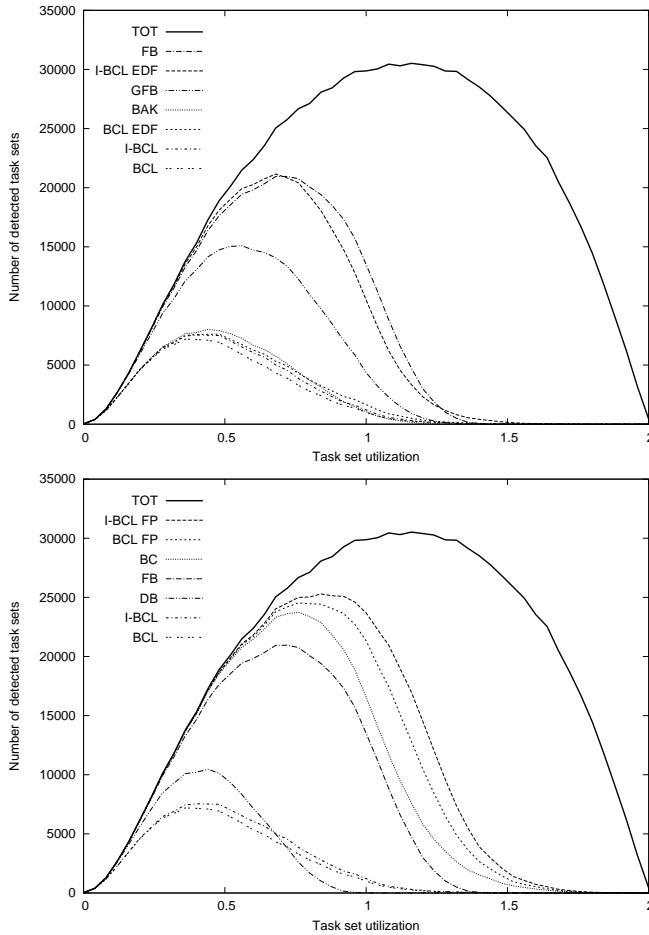 TOT
FB
I-BCL EDF
GFB
BAK
BCL EDF
I-BCL
BCL
35000
30000
25000
20000
15000
10000
5000
0
Number of detected task sets
0 0.5 1 1.5 2
Task set utilization
TOT
I-BCL FP
BCL FP
BC
FB
DB
I-BCL
BCL
35000
30000
25000
20000
15000
10000
5000
0
Number of detected task sets
0 0.5 1 1.5 2
Task set utilization